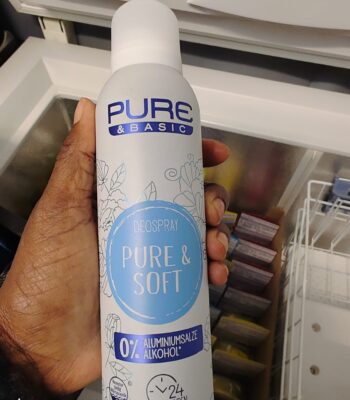 PURE
& BASIC
DEOSPRAY
PURE &
SOFT
0% ALUMINIUMSALZE
ALKOHOL*
24